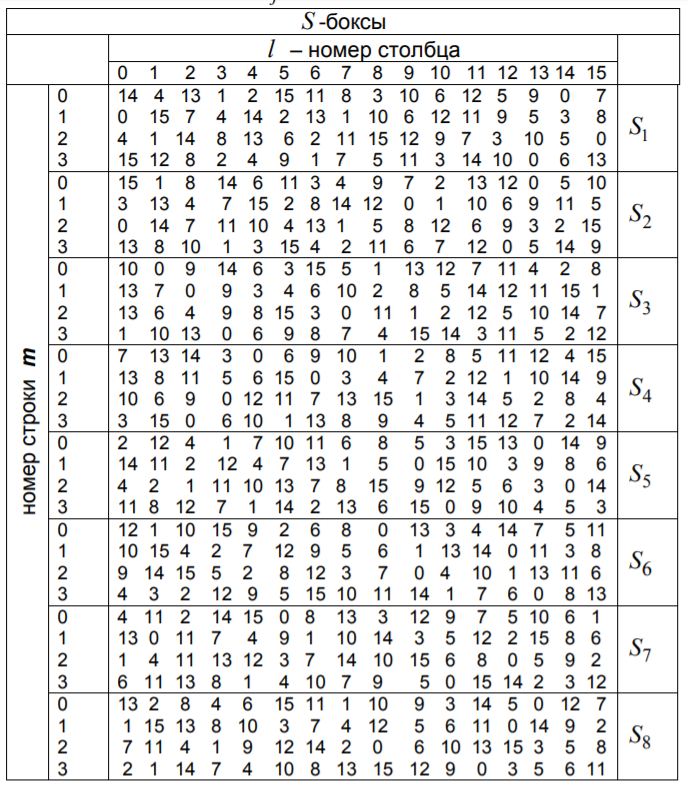 S -боксы
l – номер столбца
0 1 2 3 4 5 6 7 8 9 10 11 12 13 14 15
номер строки m
0 14 4 13 1 2 15 11 8 3 10 6 12 5 9 0 7
1 0 15 7 4 14 2 13 1 10 6 12 11 9 5 3 8
S1
2 4 1 14 8 13 6 2 11 15 12 9 7 3 10 5 0
3 15 12 8 2 4 9 1 7 5 11 3 14 10 0 6 13
0 15 1 8 14 6 11 3 4 9 7 2 13 12 0 5 10
1 3 13 4 7 15 2 8 14 12 0 1 10 6 9 11 5
S2
2 0 14 7 11 10 4 13 1 5 8 12 6 9 3 2 15
3 13 8 10 1 3 15 4 2 11 6 7 12 0 5 14 9
0 10 0 9 14 6 3 15 5 1 13 12 7 11 4 2 8
1 13 7 0 9 3 4 6 10 2 8 5 14 12 11 15 1
S3
2 13 6 4 9 8 15 3 0 11 1 2 12 5 10 14 7
3 1 10 13 0 6 9 8 7 4 15 14 3 11 5 2 12
0 7 13 14 3 0 6 9 10 1 2 8 5 11 12 4 15
1 13 8 11 5 6 15 0 3 4 7 2 12 1 10 14 9
S4
2 10 6 9 0 12 11 7 13 15 1 3 14 5 2 8 4
3 3 15 0 6 10 1 13 8 9 4 5 11 12 7 2 14
0 2 12 4 1 7 10 11 6 8 5 3 15 13 0 14 9
1 14 11 2 12 4 7 13 1 5 0 15 10 3 9 8 6
S5
2 4 2 1 11 10 13 7 8 15 9 12 5 6 3 0 14
3 11 8 12 7 1 14 2 13 6 15 0 9 10 4 5 3
0 12 1 10 15 9 2 6 8 0 13 3 4 14 7 5 11
1 10 15 4 2 7 12 9 5 6 1 13 14 0 11 3 8
S6
2 9 14 15 5 2 8 12 3 7 0 4 10 1 13 11 6
3 4 3 2 12 9 5 15 10 11 14 1 7 6 0 8 13
0 4 11 2 14 15 0 8 13 3 12 9 7 5 10 6 1
1 13 0 11 7 4 9 1 10 14 3 5 12 2 15 8 6
S7
2 1 4 11 13 12 3 7 14 10 15 6 8 0 5 9 2
3 6 11 13 8 1 4 10 7 9 5 0 15 14 2 3 12
0 13 2 8 4 6 15 11 1 10 9 3 14 5 0 12 7
1 1 15 13 8 10 3 7 4 12 5 6 11 0 14 9 2
S8
2 7 11 4 1 9 12 14 2 0 6 10 13 15 3 5 8
3 2 1 14 7 4 10 8 13 15 12 9 0 3 5 6 11